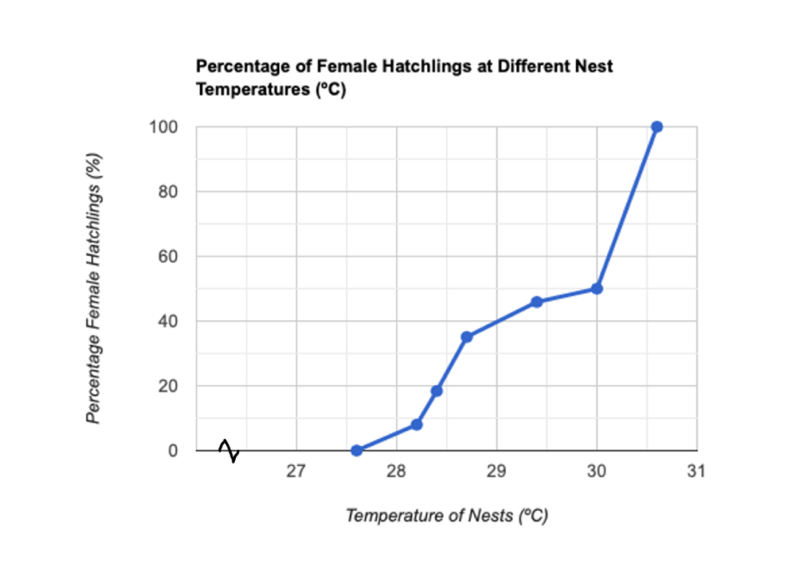 Percentage of Female Hatchlings at Different Nest
Temperatures (ºC)
Percentage Female Hatchlings (%)
100
80
60
40
20
0
27 28 29 30 31
Temperature of Nests (ºC)